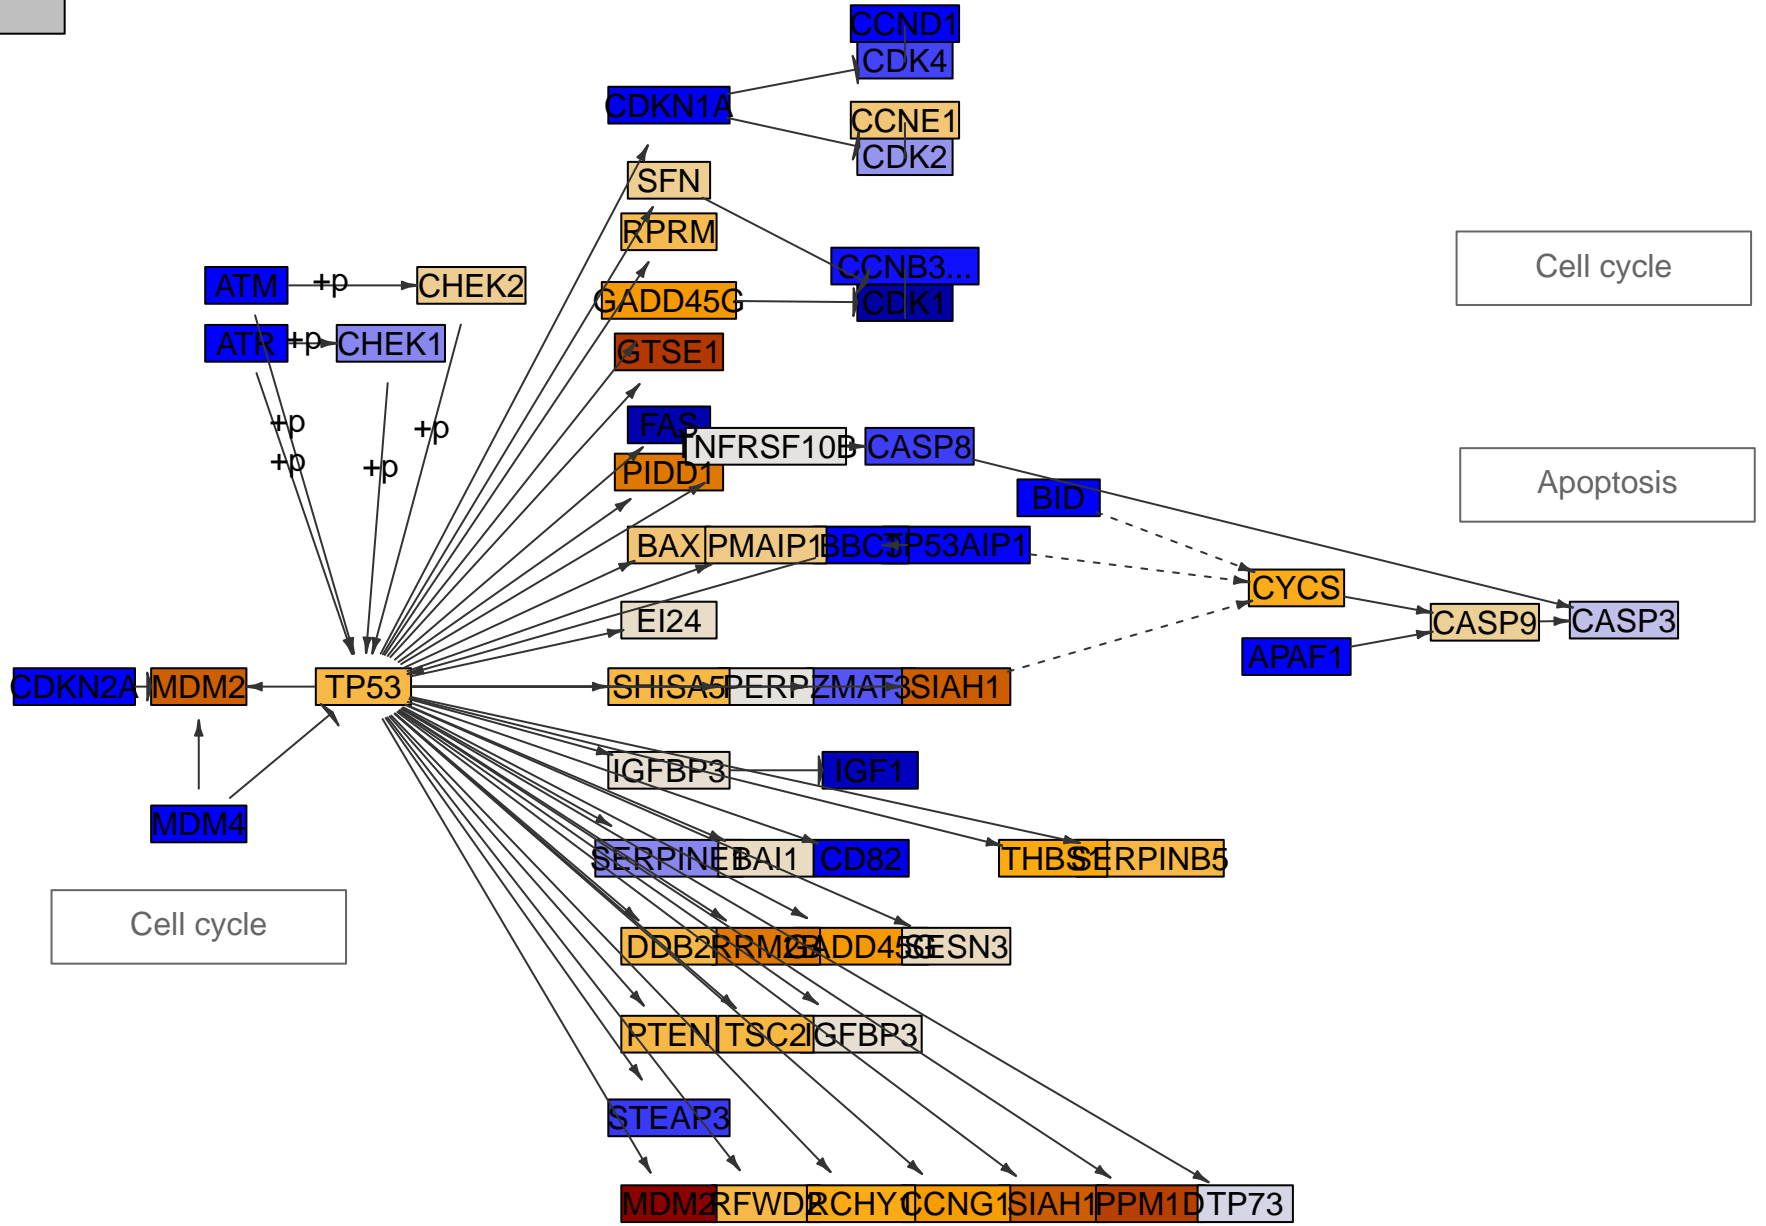 CCND1
CDK4
CDKN1A
CCNE1
CDK2
SFN
RPRM
CCNB3...
Cell cycle
ATM
+p
CHEK2
GADD45G
CDK1
ATR
+p
CHEK1
GTSE1
FAS
+p
+p
NFRSF10B
CASP8
+p
+p
PIDD1
BID
Apoptosis
BAX
PMAIP1
BBC3
TP53AIP1
CYCS
EI24
CASP9
CASP3
APAF1
CDKN2A
MDM2
TP53
SHISA5
PERP
ZMAT3
SIAH1
IGFBP3
IGF1
MDM4
SERPINE1
BAI1
CD82
THBS1
SERPINB5
Cell cycle
DDB2
RRM2B
GADD45G
SESN3
PTEN
TSC2
IGFBP3
STEAP3
MDM2
RFWD2
RCHY1
CCNG1
SIAH1
PPM1D
TP73